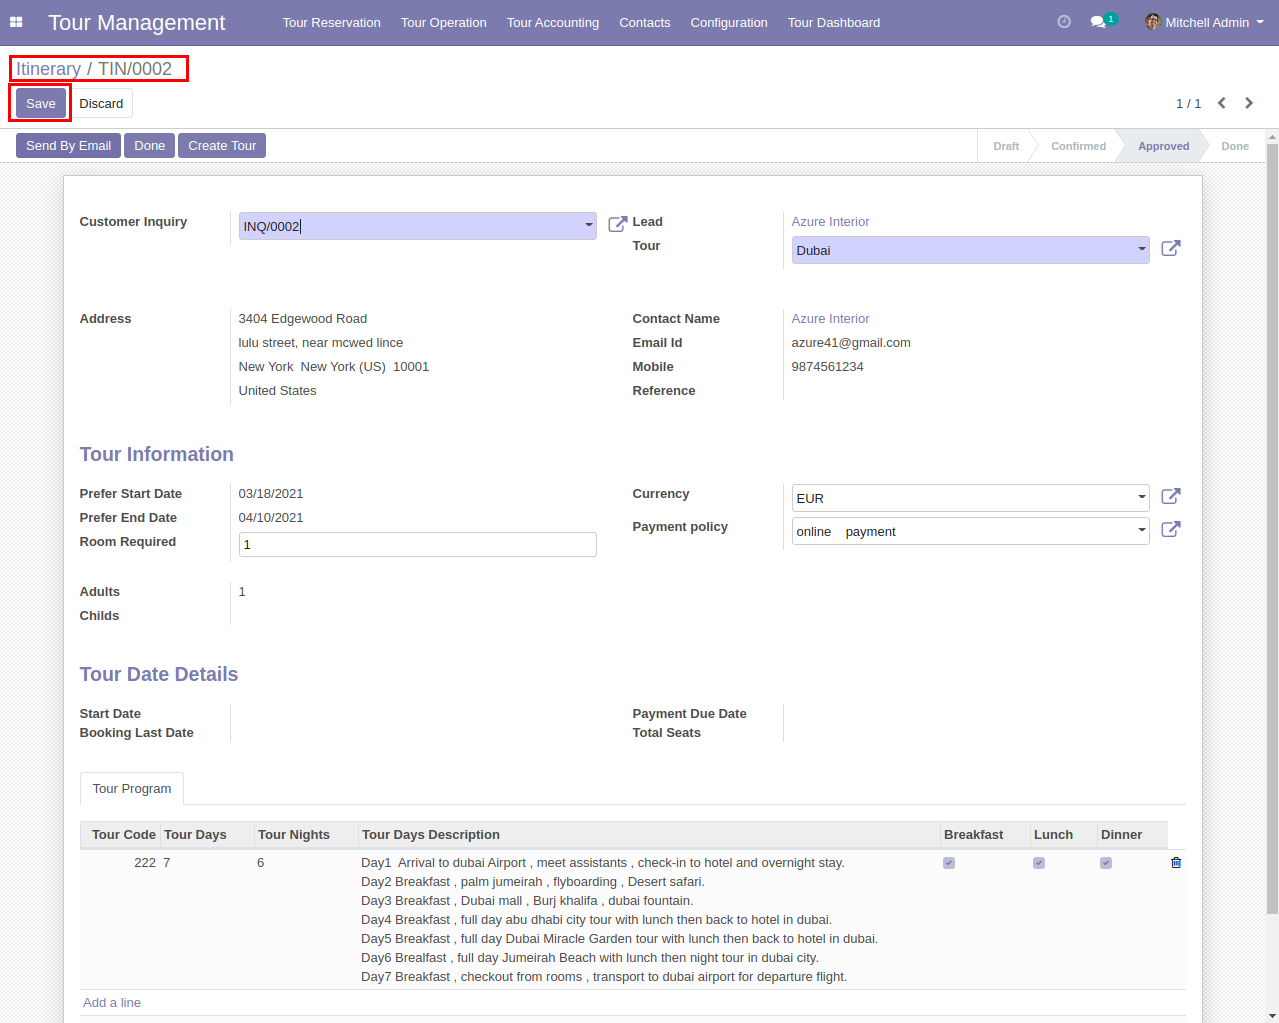 Tour Management Tour Reservation Tour Operation Tour Accounting Contacts Configuration Tour Dashboard 1 Mitchell Admin
Itinerary / TIN/0002
Save Discard 1 / 1
Send By Email Done Create Tour Draft Confirmed Approved Done
Customer Inquiry INQ/0002 Lead Azure Interior
Tour Dubai
Address 3404 Edgewood Road Contact Name Azure Interior
lulu street, near mcwed lince Email Id azure41@gmail.com
New York New York (US) 10001 Mobile 9874561234
United States Reference
Tour Information
Prefer Start Date 03/18/2021 Currency EUR
Prefer End Date 04/10/2021 Payment policy online payment
Room Required 1
Adults 1
Childs
Tour Date Details
Start Date Payment Due Date
Booking Last Date Total Seats
Tour Program
Tour Code Tour Days Tour Nights Tour Days Description Breakfast Lunch Dinner
222 7 6 Day1 Arrival to dubai Airport , meet assistants , check-in to hotel and overnight stay.
Day2 Breakfast , palm jumeirah , flyboarding , Desert safari.
Day3 Breakfast , Dubai mall , Burj khalifa , dubai fountain.
Day4 Breakfast , full day abu dhabi city tour with lunch then back to hotel in dubai.
Day5 Breakfast , full day Dubai Miracle Garden tour with lunch then back to hotel in dubai.
Day6 Brealfast , full day Jumeirah Beach with lunch then night tour in dubai city.
Day7 Breakfast , checkout from rooms , transport to dubai airport for departure flight.
Add a line